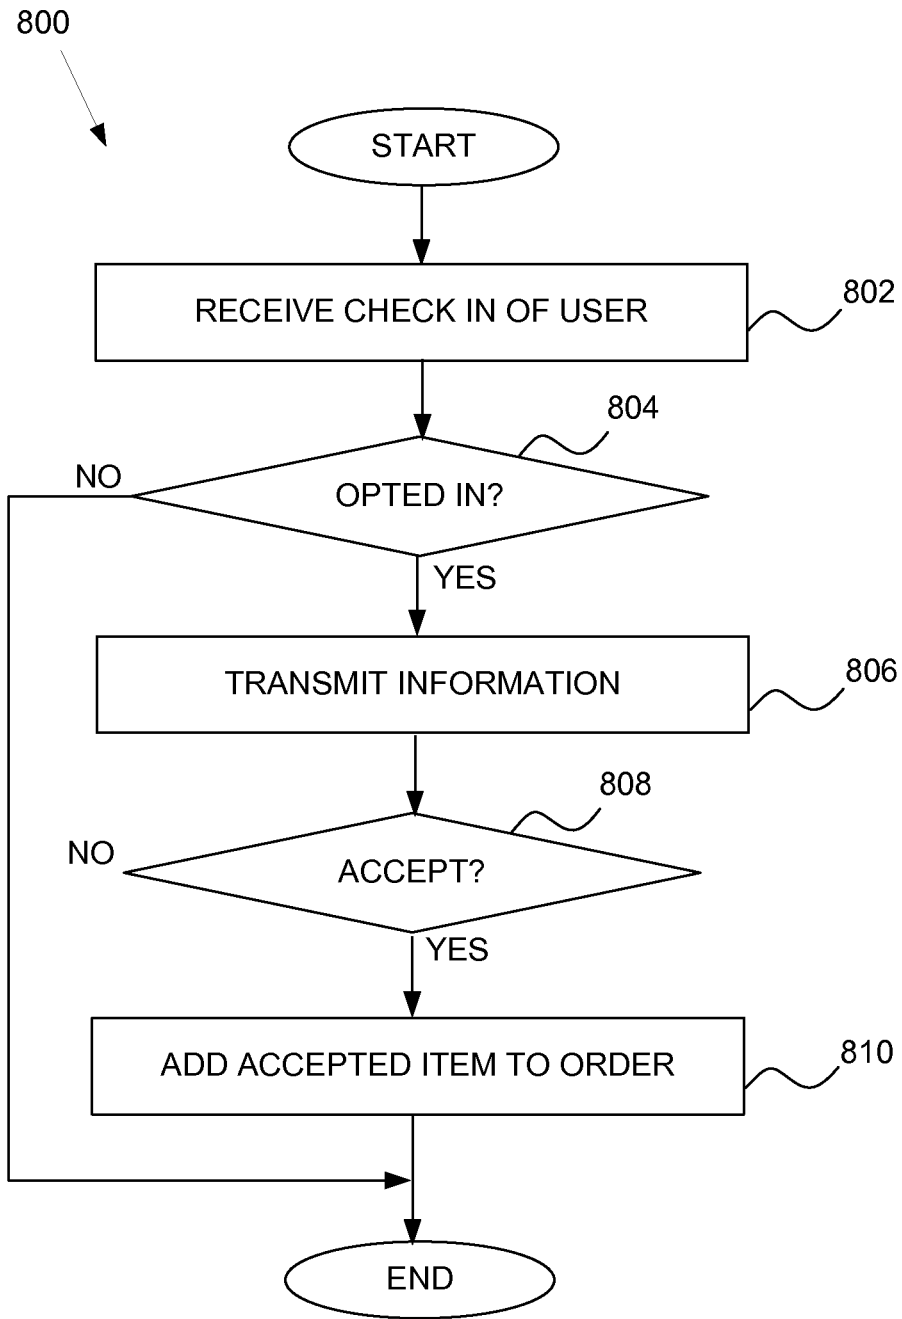 800
START
RECEIVE CHECK IN OF USER
802
804
NO
OPTED IN?
YES
TRANSMIT INFORMATION
806
808
NO
ACCEPT?
YES
ADD ACCEPTED ITEM TO ORDER
810
END